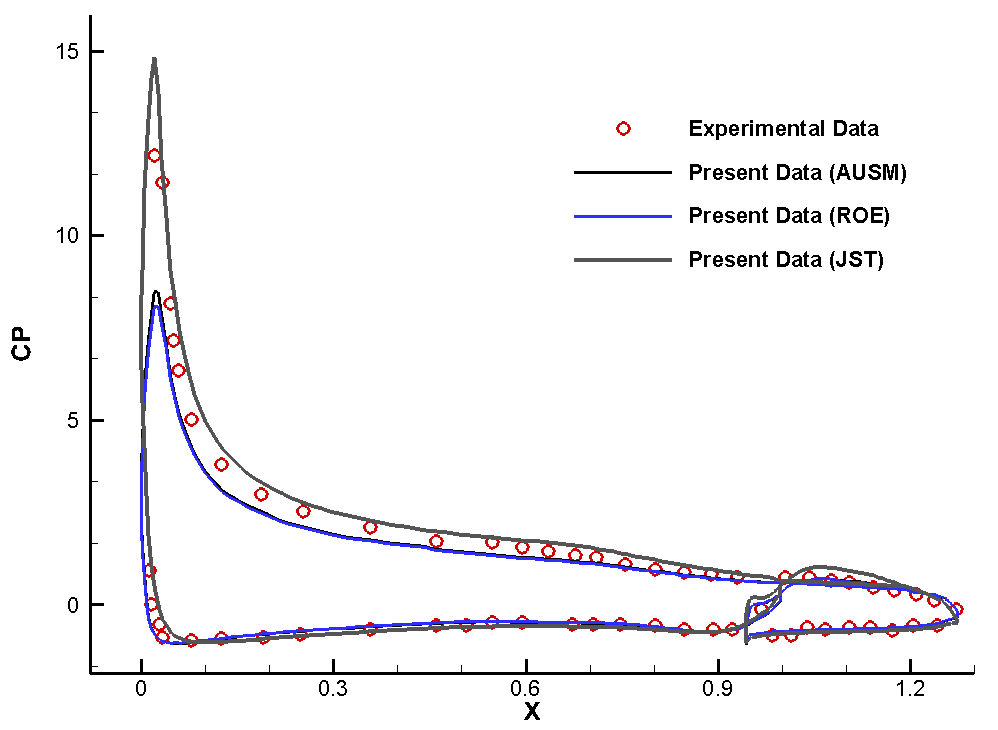 15
10
5
0
CP
Experimental Data
Present Data (AUSM)
Present Data (ROE)
Present Data (JST)
0 0.3 0.6 0.9 1.2
X